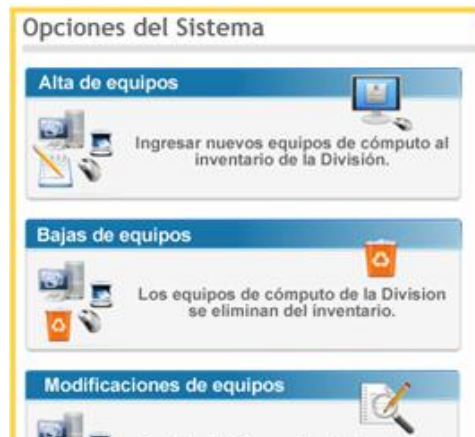 Opciones del Sistema
Alta de equipos
Ingresar nuevos equipos de cómputo al
inventario de la División.
Bajas de equipos
Los equipos de cómputo de la Division
se eliminan del inventario.
Modificaciones de equipos